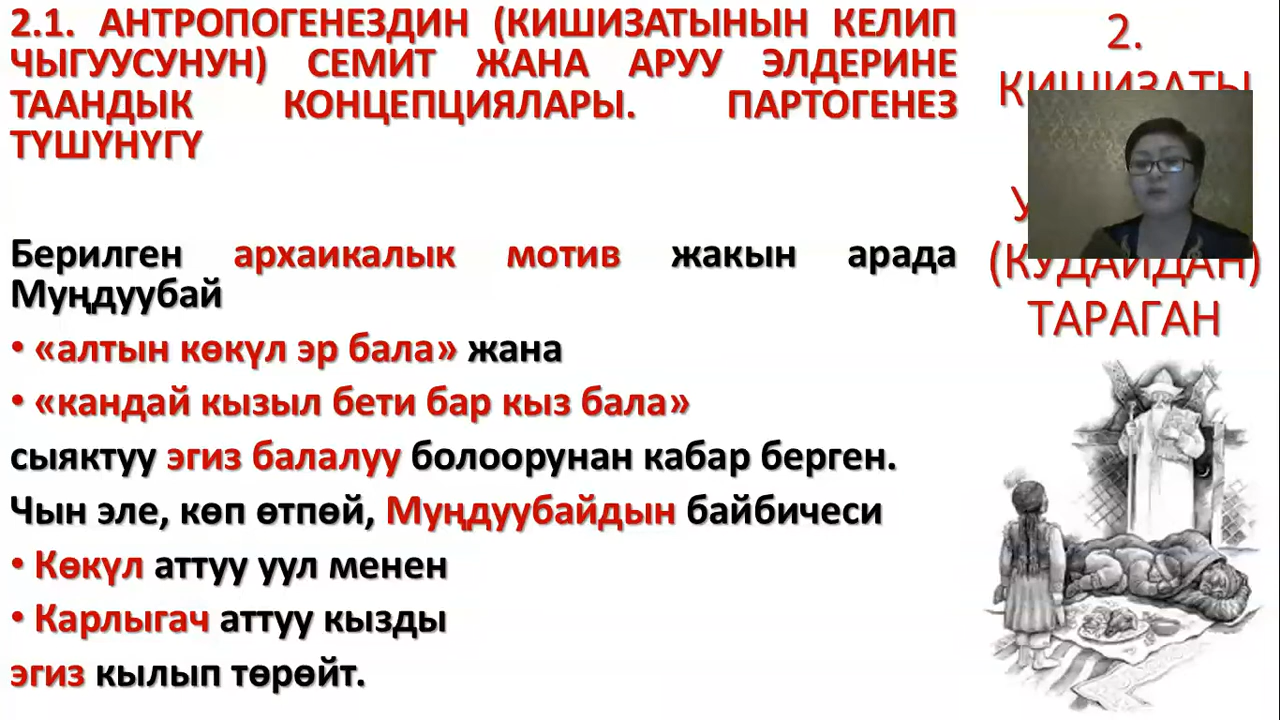 2.1. АНТРОПОГЕНЕЗДИН (КИШИЗАТЫНЫН КЕЛИП
ЧЫГУУСУНУН) СЕМИТ ЖАНА АРУУ ЭЛДЕРИНЕ
ТААНДЫК КОНЦЕПЦИЯЛАРЫ. ПАРТОГЕНЕЗ
ТҮШҮНҮГҮ
Берилген архаикалык мотив жакын арада
Муңдуубай
• «алтын көкүл эр бала» жана
• «кандай кызыл бети бар кыз бала»
сыяктуу эгиз балалуу болоорунан кабар берген.
Чын эле, көп өтпөй, Муңдуубайдын байбичеси
• Көкүл аттуу уул менен
• Карлыгач аттуу кызды
эгиз кылып төрөйт.
2.
КИШИЗАТЫ
(КУДАЙДАН)
ТАРАГАН